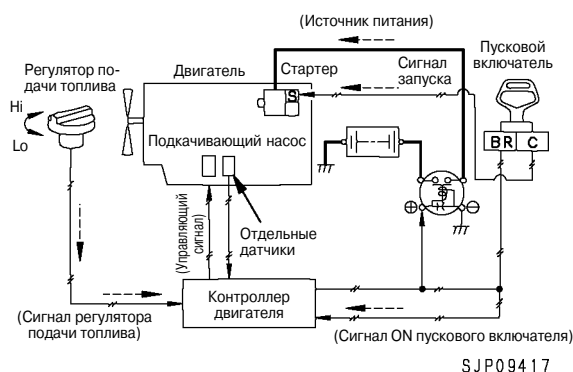 (Источник питания)
Пусковой
включатель
Регулятор по-
дачи топлива
Двигатель
Стартер
Сигнал
запуска
Hi
Lo
S
BR
C
Подкачивающий насос
Отдельные
датчики
(Управляющий
сигнал)
Контроллер
двигателя
(Сигнал регулятора
подачи топлива)
(Сигнал ON пускового включателя)
SJP09417